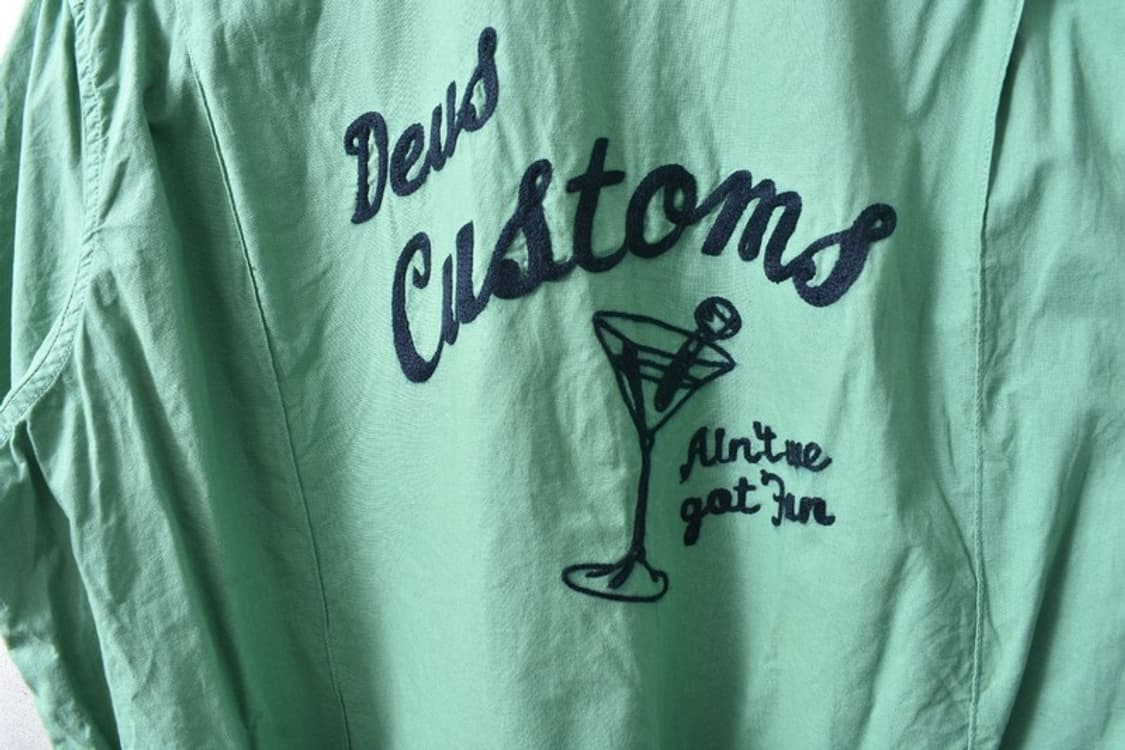 Deus
Customs
Ain't we
got Fun